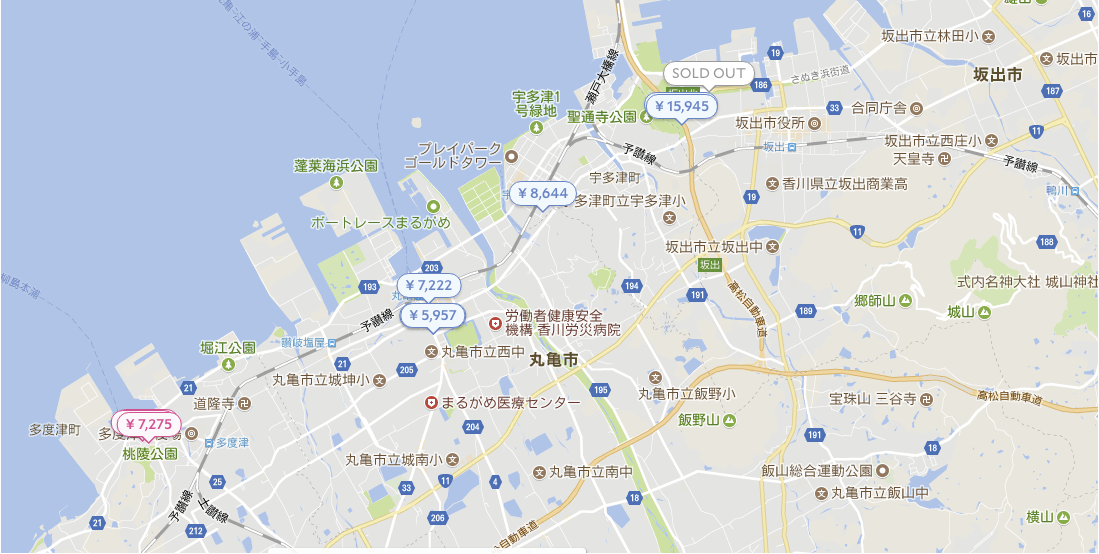 坂出市立林田小
16
19
坂出市
坂出市
SOLD OUT
さぬき浜街道
186
187
瀬戸大橋線
宇多津1
号緑地
聖通寺公園
¥15,945
33
合同庁舎
坂出市役所
11
坂出市立西庄小
予讃線
坂出
天皇寺
予讃線
プレイパーク
ゴールドタワー
蓬莱海浜公園
宇多津町
香川県立坂出商業高
鴨川
19
¥8,644
多津町立宇多津小
ボートレースまるがめ
11
坂出市立坂出中
188
坂出
203
193
194
191
¥7,222
式内名神大社 城山神社
郷師山
城山
189
高松自動車道
¥5,957
労働者健康安全
機構 香川労災病院
予讃線
讃岐塩屋
堀江公園
丸亀市立西中
丸亀市
21
205
丸亀市立城坤小
21
195
丸亀市立飯野小
高松自動車道
宝珠山 三谷寺
道隆寺
まるがめ医療センター
¥7,275
飯野山
多度津町
204
191
多度津
桃陵公園
18
丸亀市立城南小
丸亀市立南中
飯山総合運動公園
25
33
11
4
18
丸亀市立飯山中
予讃線
21
212
206
横山
高松自動車道